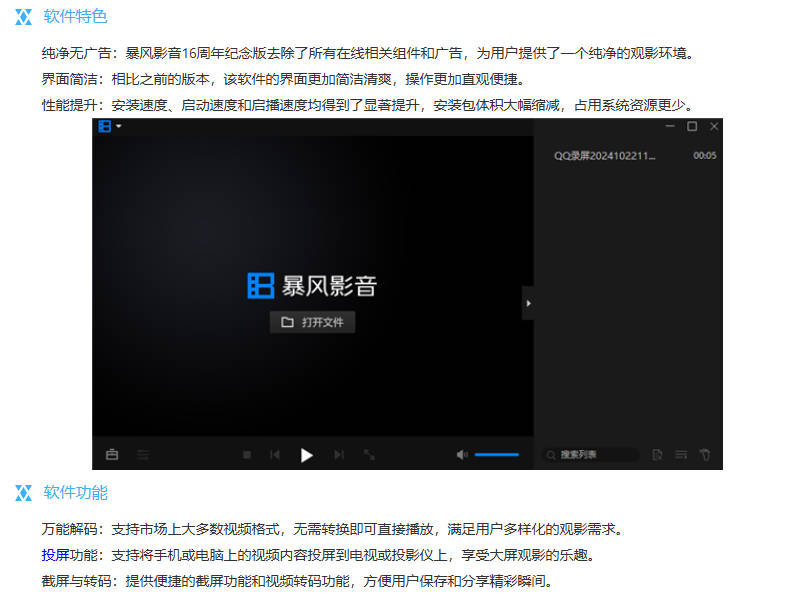 软件特色
纯净无广告：暴风影音16周年纪念版去除了所有在线相关组件和广告，为用户提供了一个纯净的观影环境。
界面简洁：相比之前的版本，该软件的界面更加简洁清爽，操作更加直观便捷。
性能提升：安装速度、启动速度和启播速度均得到了显著提升，安装包体积大幅缩减，占用系统资源更少。
QQ录屏2024102211... 00:05
暴风影音
打开文件
搜索列表
软件功能
万能解码：支持市场上大多数视频格式，无需转换即可直接播放，满足用户多样化的观影需求。
投屏功能：支持将手机或电脑上的视频内容投屏到电视或投影仪上，享受大屏观影的乐趣。
截屏与转码：提供便捷的截屏功能和视频转码功能，方便用户保存和分享精彩瞬间。